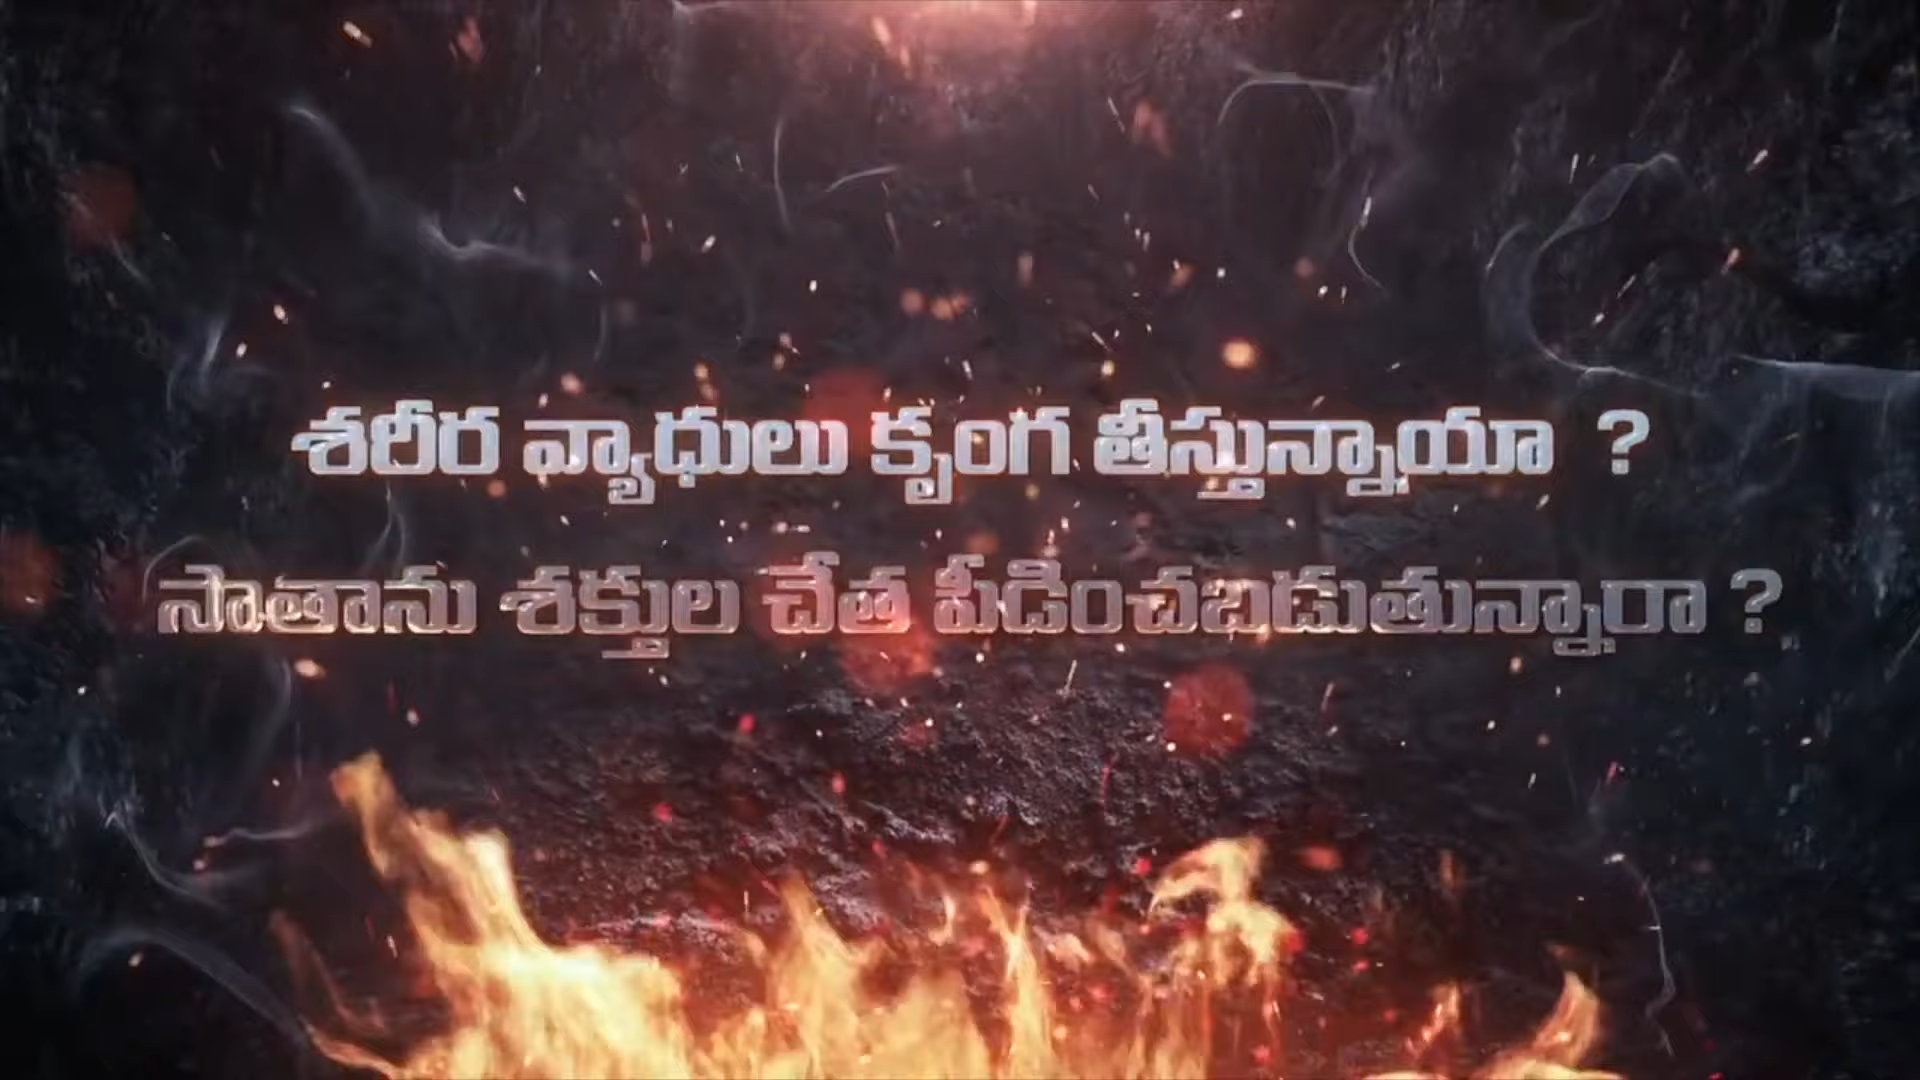 శరీర వ్యాధులు కృంగ తీస్తున్నాయా ?
సాతాను శక్తుల చేత పీడించబడుతున్నారా ?